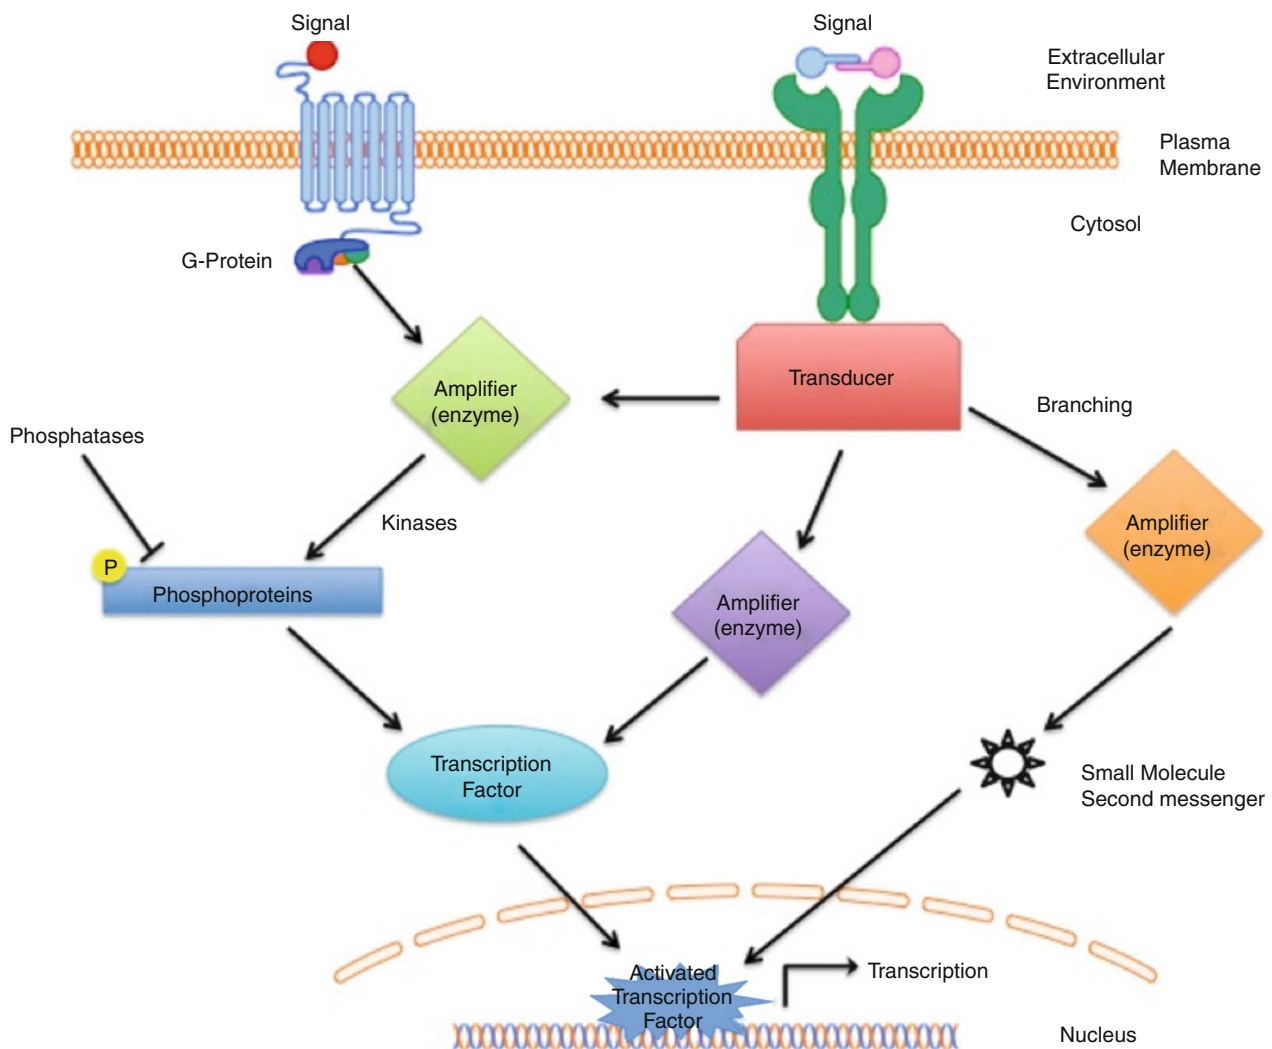 Signal
Signal
Extracellular
Environment
Plasma
Membrane
Cytosol
G-Protein
Transducer
Amplifier
(enzyme)
Branching
Phosphatases
Kinases
Amplifier
(enzyme)
P
Phosphoproteins
Amplifier
(enzyme)
Transcription
Factor
Small Molecule
Second messenger
Activated
Transcription
Factor
Transcription
Nucleus